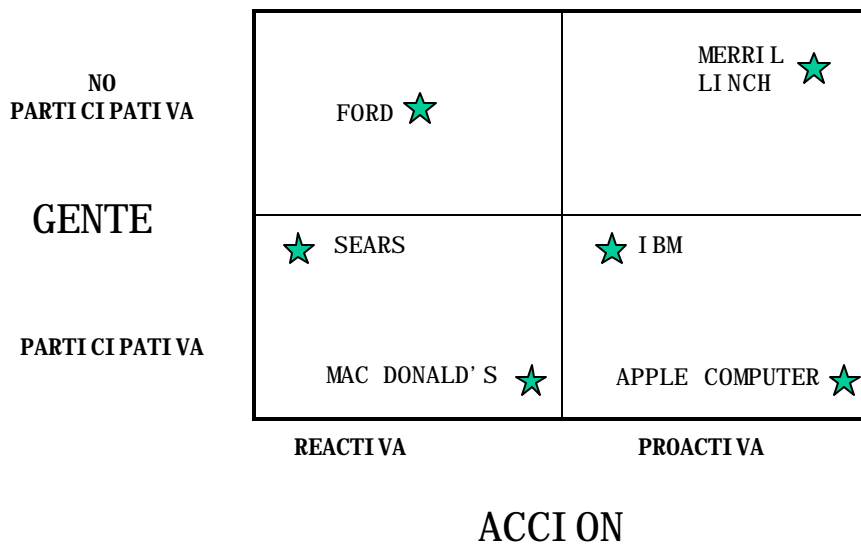 MERRIL
LINCH
NO
PARTICIPATIVA
FORD
GENTE
SEARS
IBM
PARTICIPATIVA
MAC DONALD'S
APPLE COMPUTER
REACTIVA
PROACTIVA
ACCION